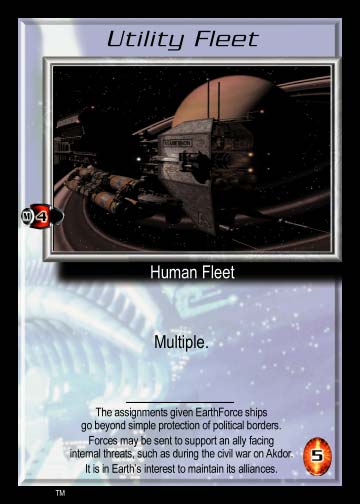 Utility Fleet
M 4
Human Fleet
Multiple.
The assignments given EarthForce ships
go beyond simple protection of political borders.
Forces may be sent to support an ally facing
internal threats, such as during the civil war on Akdor.
It is in Earth's interest to maintain its alliances.
5
TM